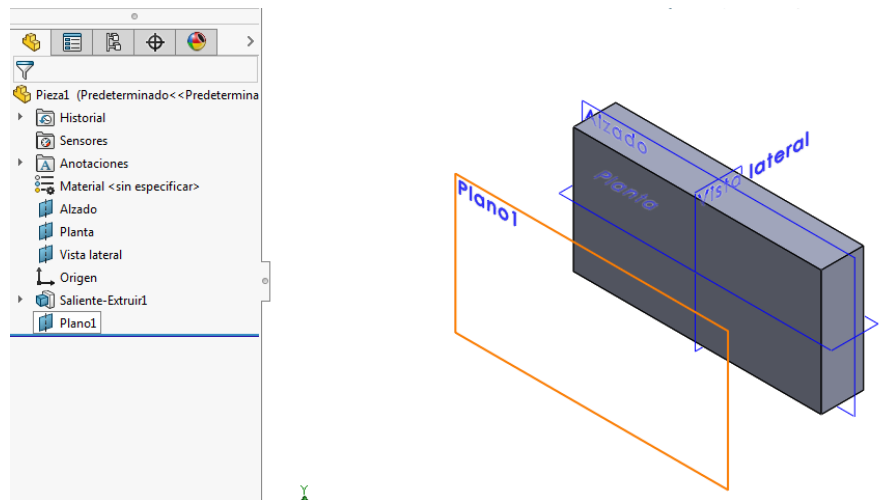 Pieza1 (Predeterminado<<Predetermina
Historial
Sensores
Anotaciones
Material <sin especificar>
Alzado
Planta
Vista lateral
Origen
Saliente-Extruir1
Plano1
Alzado
Vista lateral
Planta
Plano1
Y